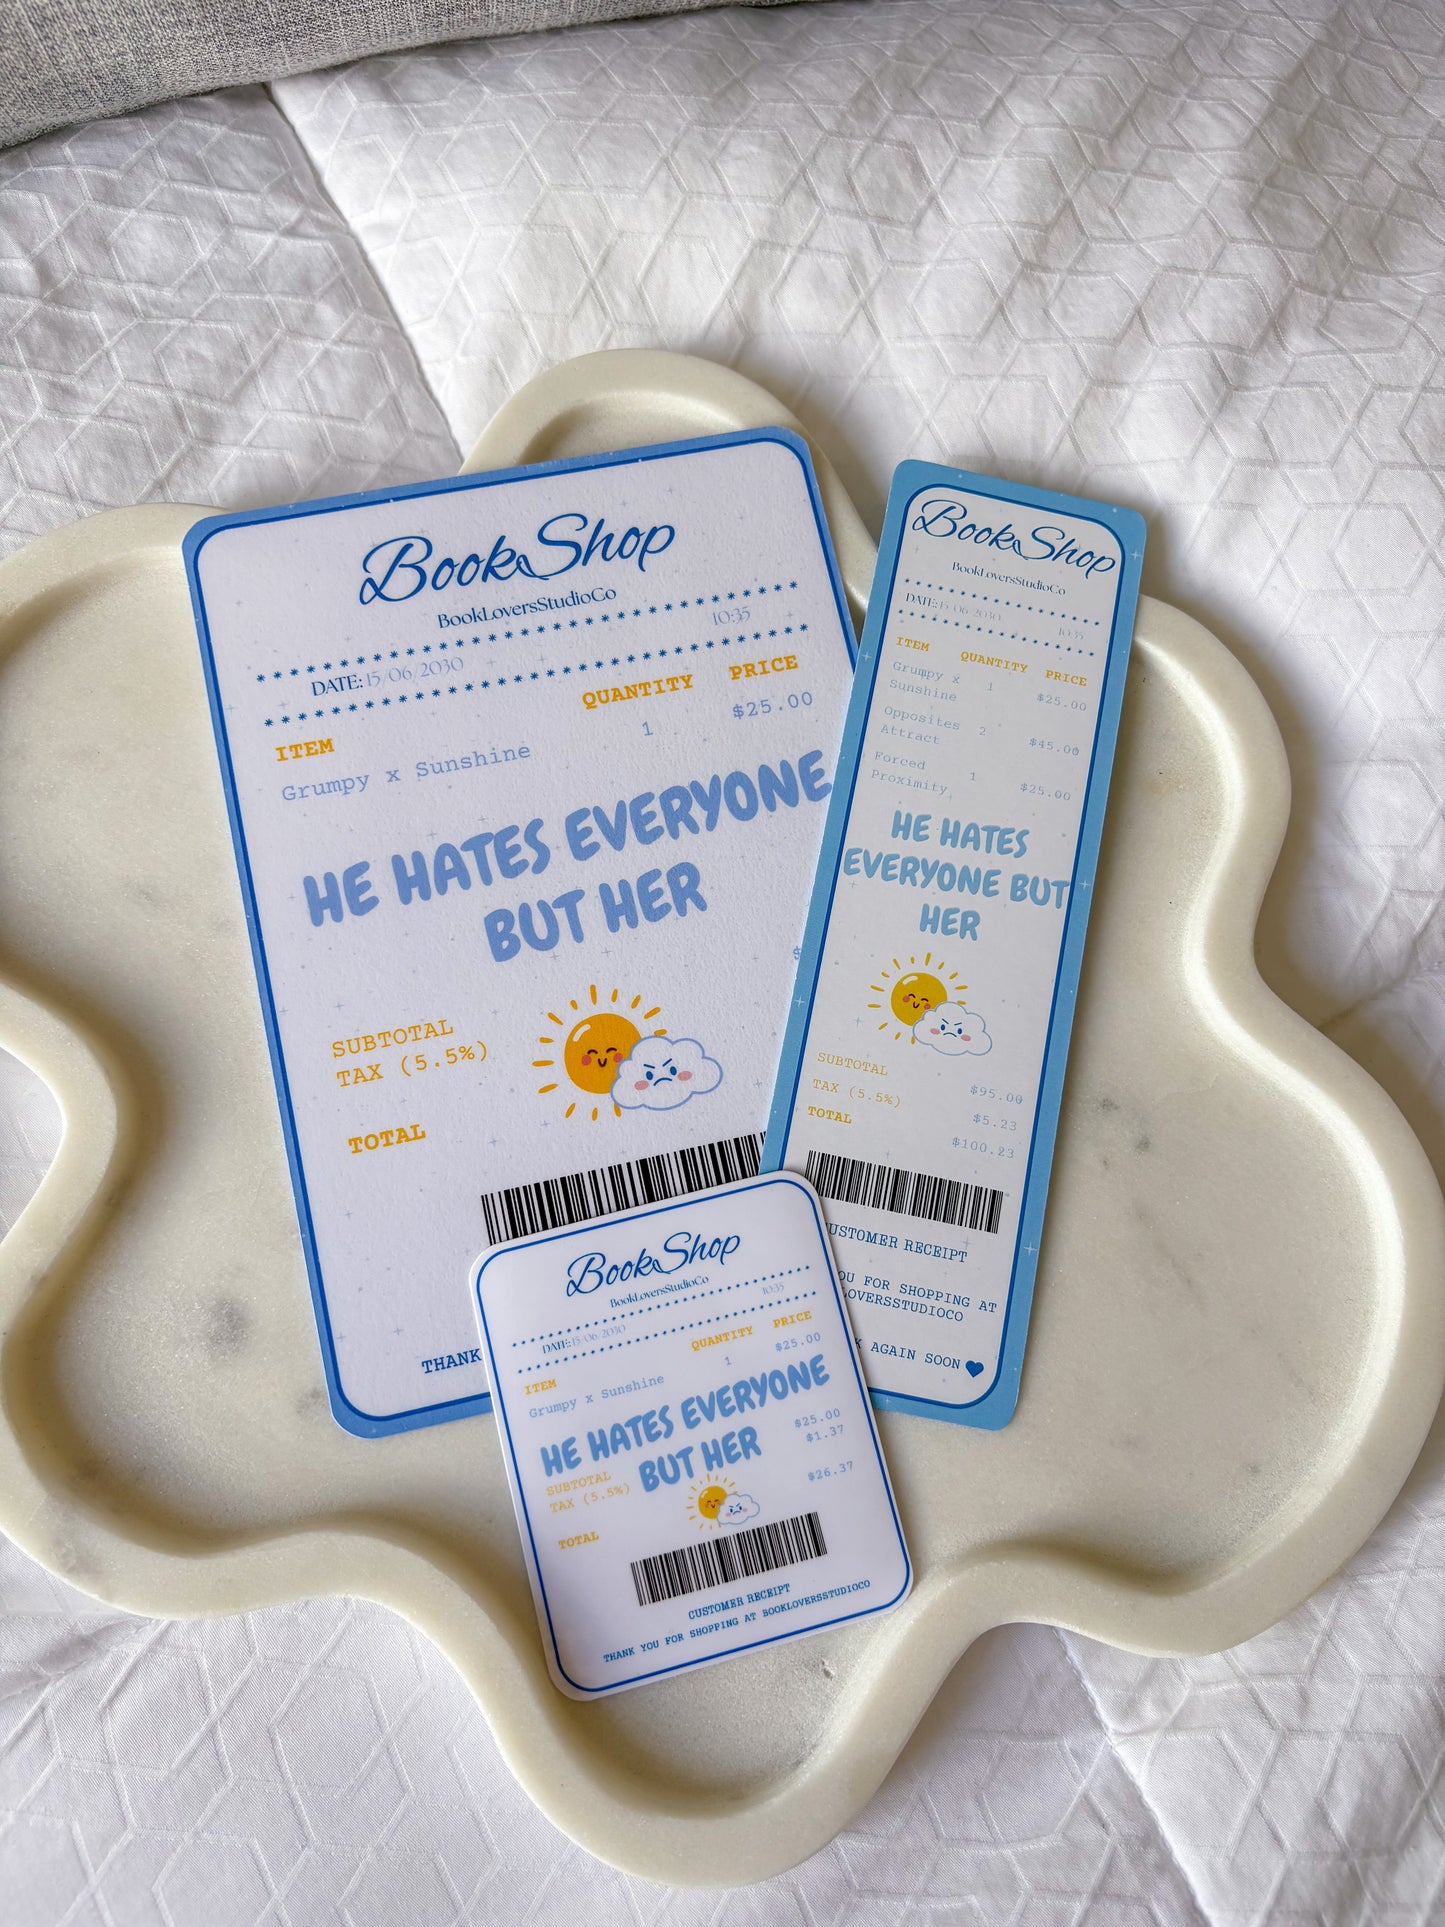 BookShop
BookLoversStudioCo
DATE: 15/06/2030 10:35
ITEM QUANTITY PRICE
Grumpy x Sunshine 1 $25.00
HE HATES EVERYONE
BUT HER
SUBTOTAL
TAX (5.5%)
TOTAL
THANK
BookShop
BookLoversStudioCo
DATE: 15/06/2030 10:35
ITEM QUANTITY PRICE
Grumpy x 1 $25.00
Sunshine
Opposites 2 $45.00
Attract
Forced 1 $25.00
Proximity
HE HATES
EVERYONE BUT
HER
SUBTOTAL $95.00
TAX (5.5%) $5.23
TOTAL $100.23
USTOMER RECEIPT
OU FOR SHOPPING AT
LOVERSSTUDIOCO
K AGAIN SOON
BookShop
BookLoversStudioCo
DATE: 15/06/2030 10:35
ITEM QUANTITY PRICE
Grumpy x Sunshine 1 $25.00
HE HATES EVERYONE
BUT HER
SUBTOTAL $25.00
TAX (5.5%) $1.37
TOTAL $26.37
CUSTOMER RECEIPT
THANK YOU FOR SHOPPING AT BOOKLOVERSSTUDIOCO